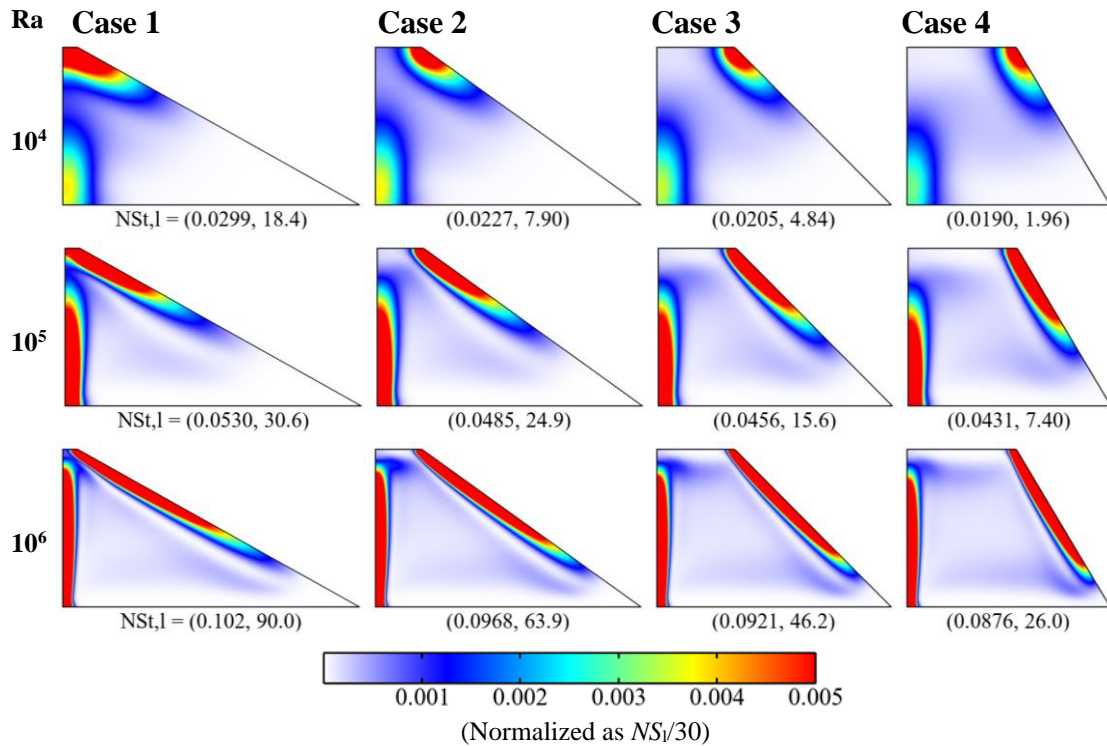 Ra Case 1 Case 2 Case 3 Case 4
10⁴
NSt,l = (0.0299, 18.4) (0.0227, 7.90) (0.0205, 4.84) (0.0190, 1.96)
10⁵
NSt,l = (0.0530, 30.6) (0.0485, 24.9) (0.0456, 15.6) (0.0431, 7.40)
10⁶
NSt,l = (0.102, 90.0) (0.0968, 63.9) (0.0921, 46.2) (0.0876, 26.0)
0.001 0.002 0.003 0.004 0.005
(Normalized as NSₗ/30)